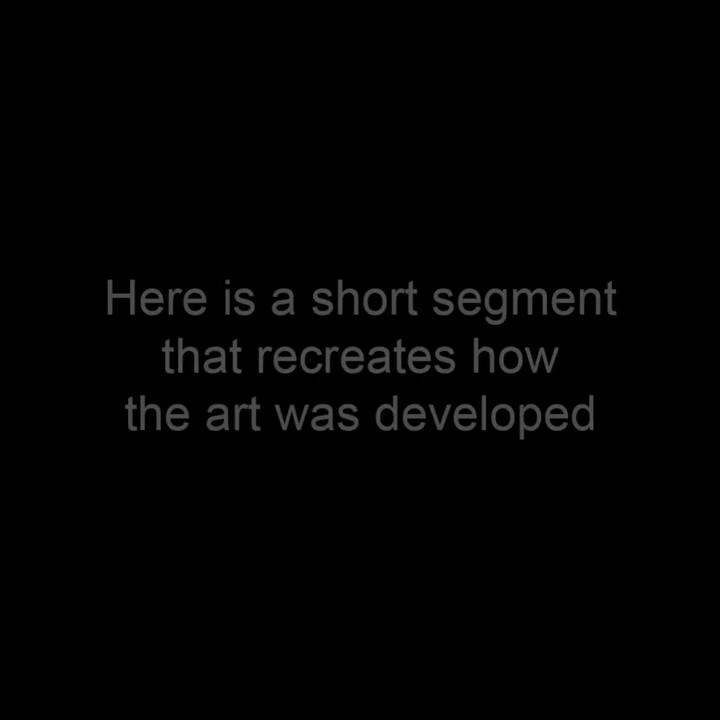 Here is a short segment
that recreates how
the art was developed